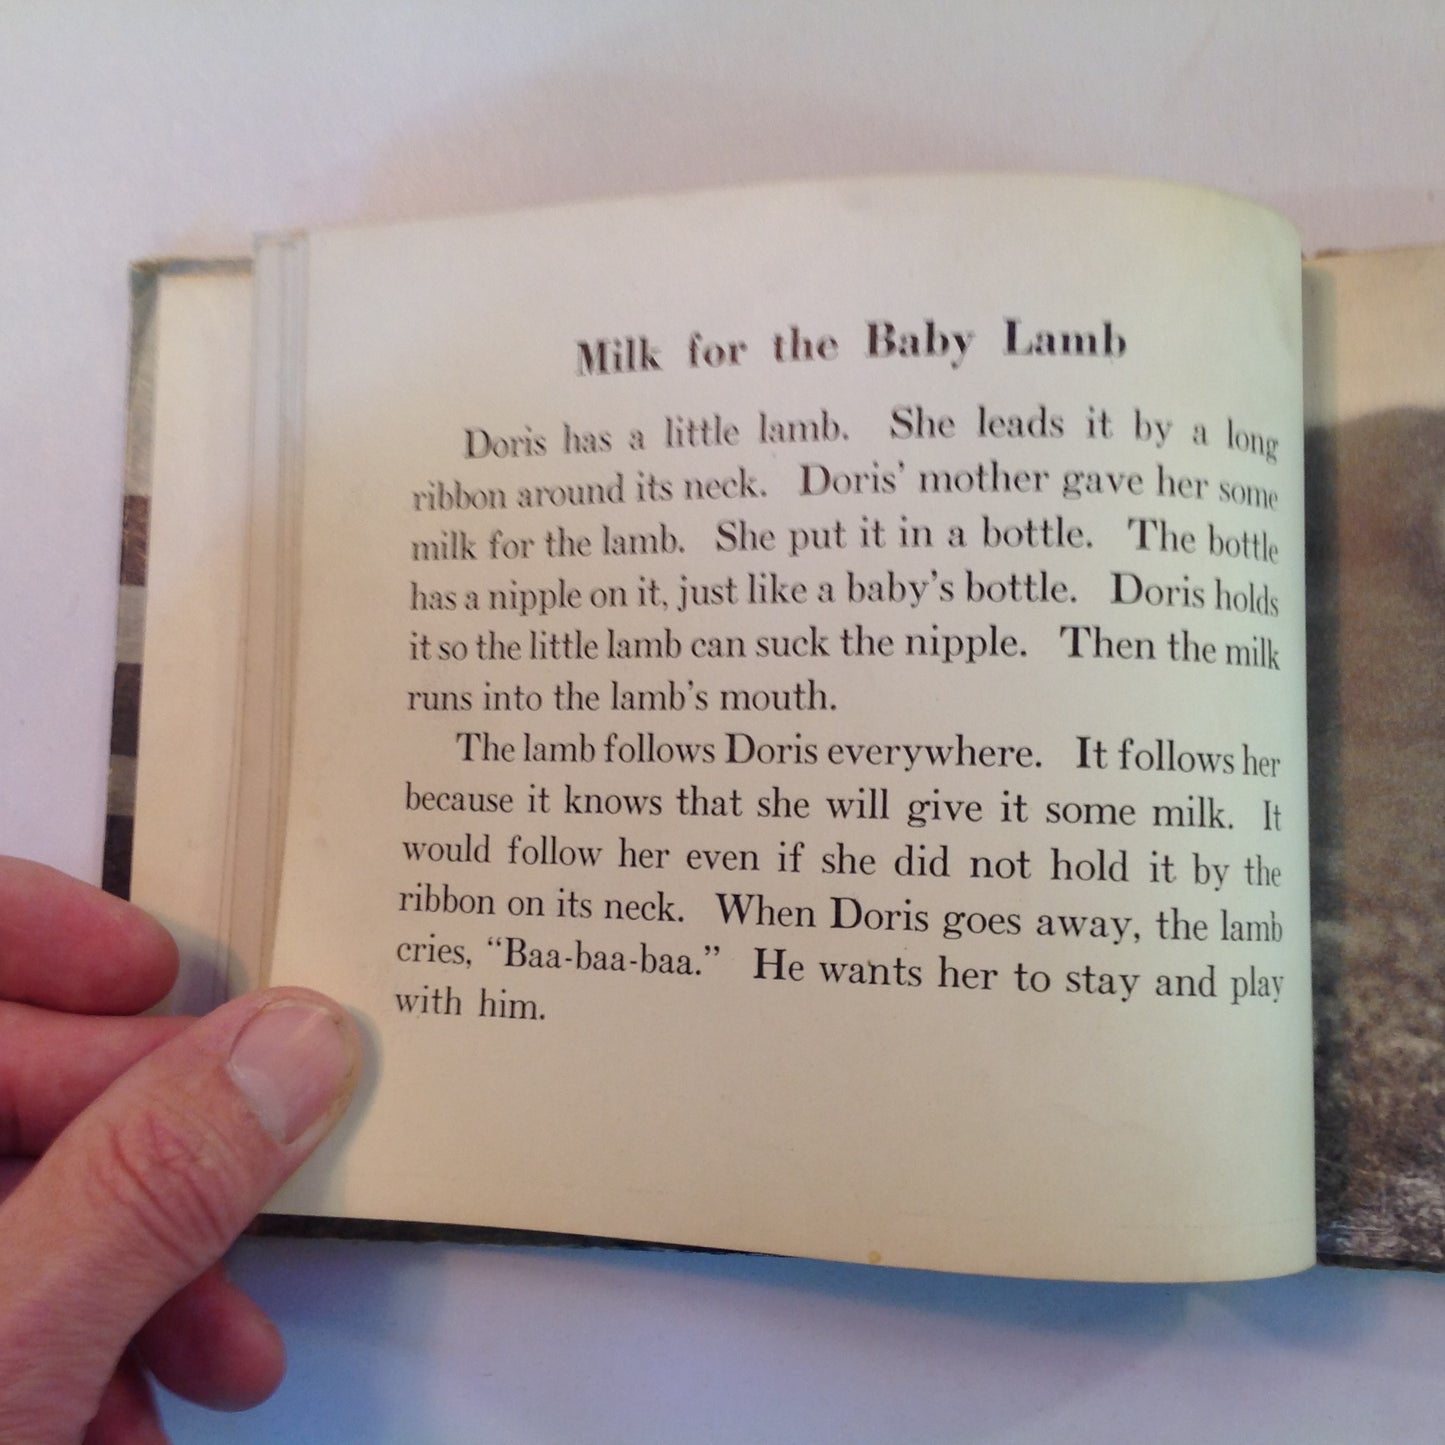 Milk for the Baby Lamb
Doris has a little lamb. She leads it by a long
ribbon around its neck. Doris' mother gave her some
milk for the lamb. She put it in a bottle. The bottle
has a nipple on it, just like a baby's bottle. Doris holds
it so the little lamb can suck the nipple. Then the milk
runs into the lamb's mouth.
The lamb follows Doris everywhere. It follows her
because it knows that she will give it some milk. It
would follow her even if she did not hold it by the
ribbon on its neck. When Doris goes away, the lamb
cries, “Baa-baa-baa.” He wants her to stay and play
with him.